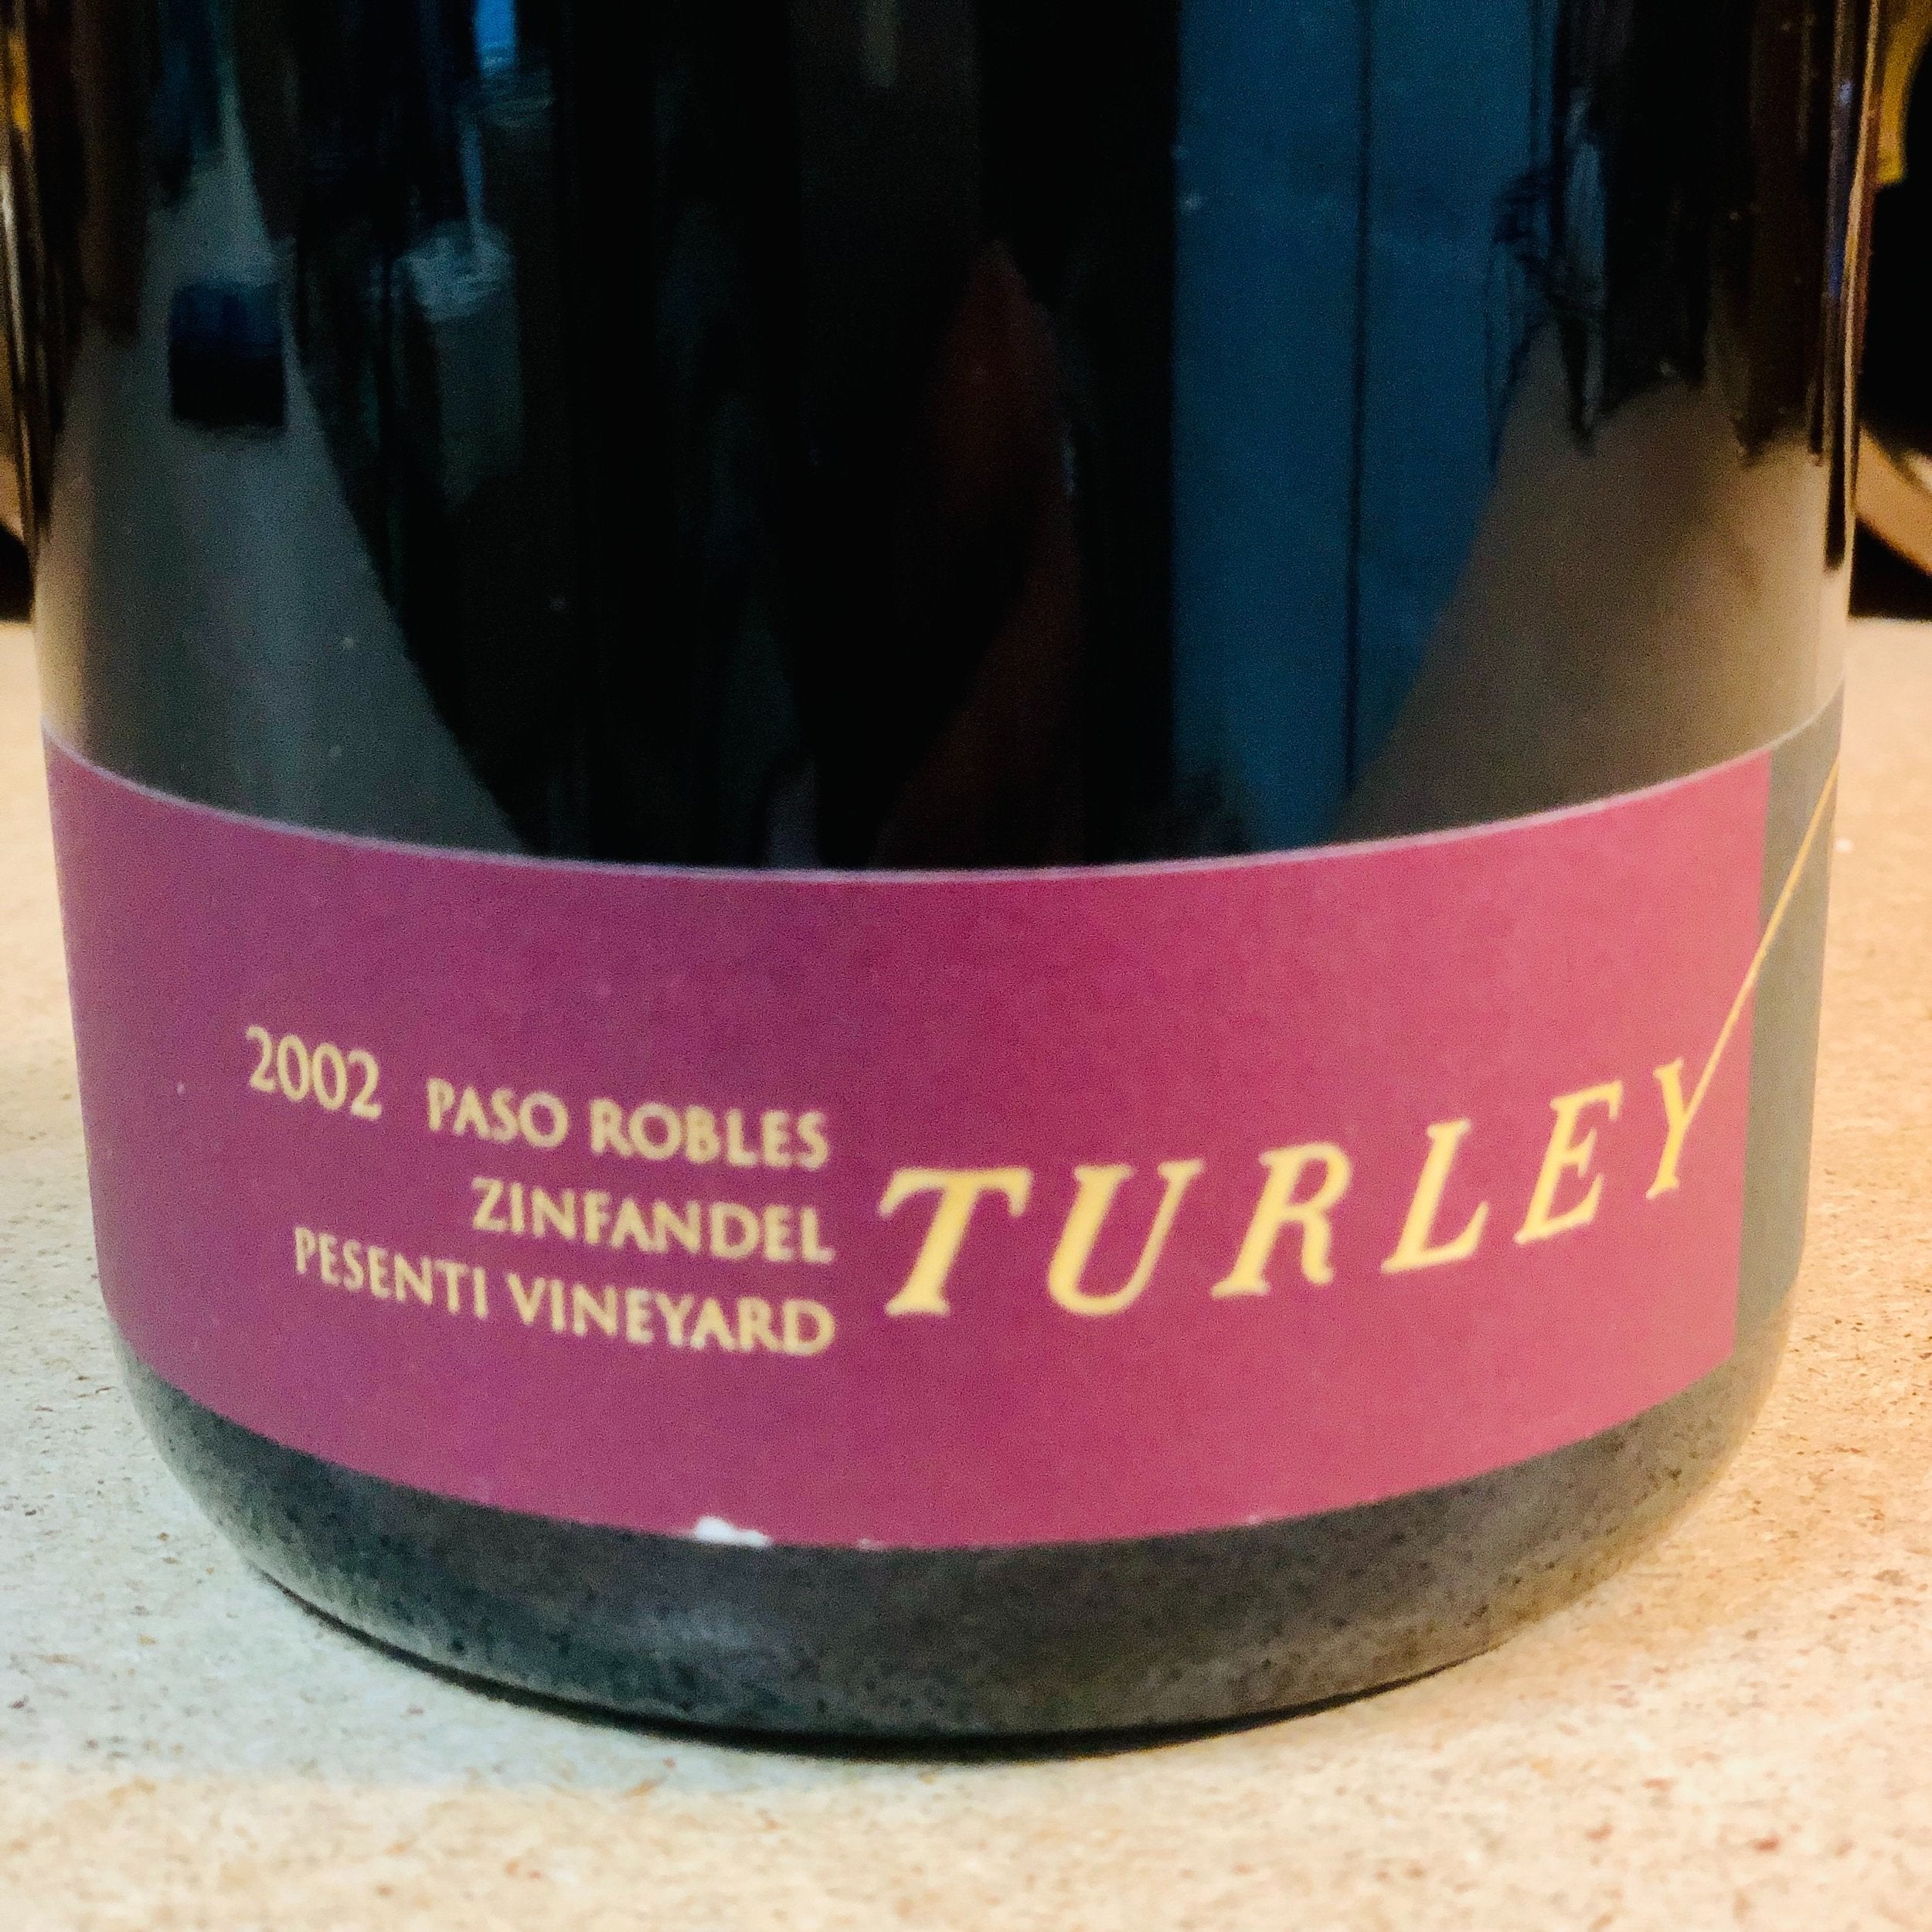 2002 PASO ROBLES
ZINFANDEL
PESENTI VINEYARD
TURLEY